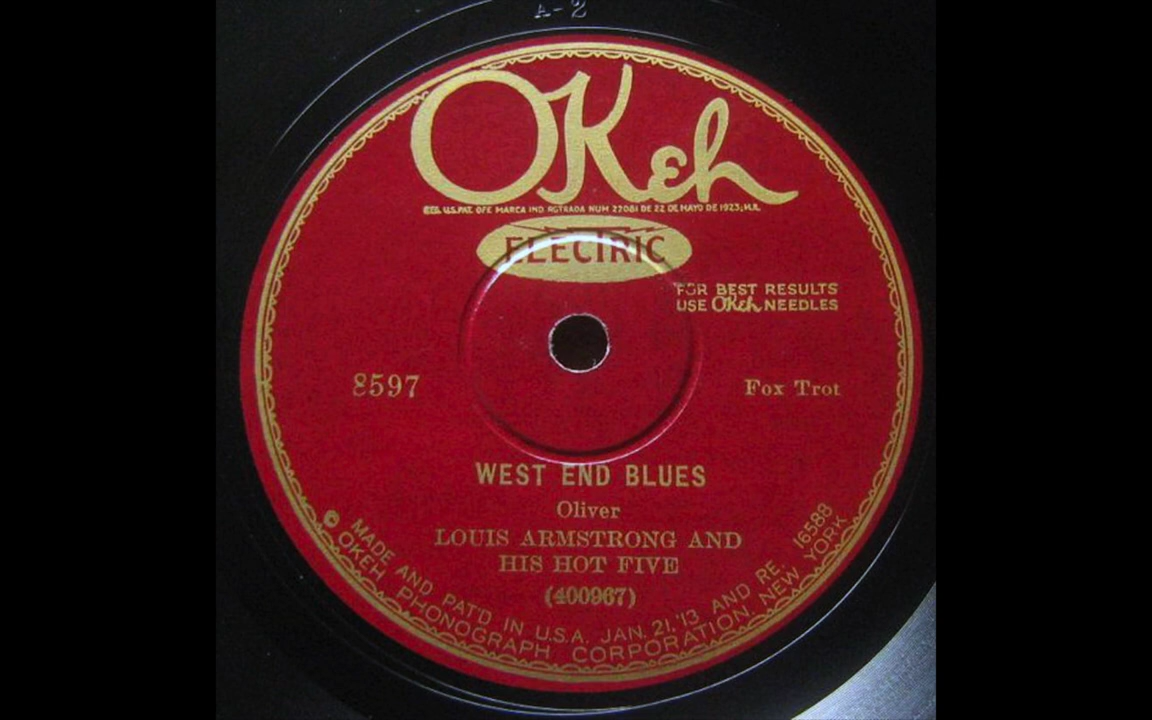 A-2
OKeh
REG. U.S. PAT. OFF. MARCA IND. RGTRADA NUM 22081 DE 22 DE MAYO DE 1923, M.R.
ELECTRIC
FOR BEST RESULTS
USE OKeh NEEDLES
8597
Fox Trot
WEST END BLUES
Oliver
LOUIS ARMSTRONG AND
HIS HOT FIVE
(400967)
MADE AND PAT'D IN U.S.A. JAN. 21, '13 AND RE. 16588
© OKEH PHONOGRAPH CORPORATION, NEW YORK